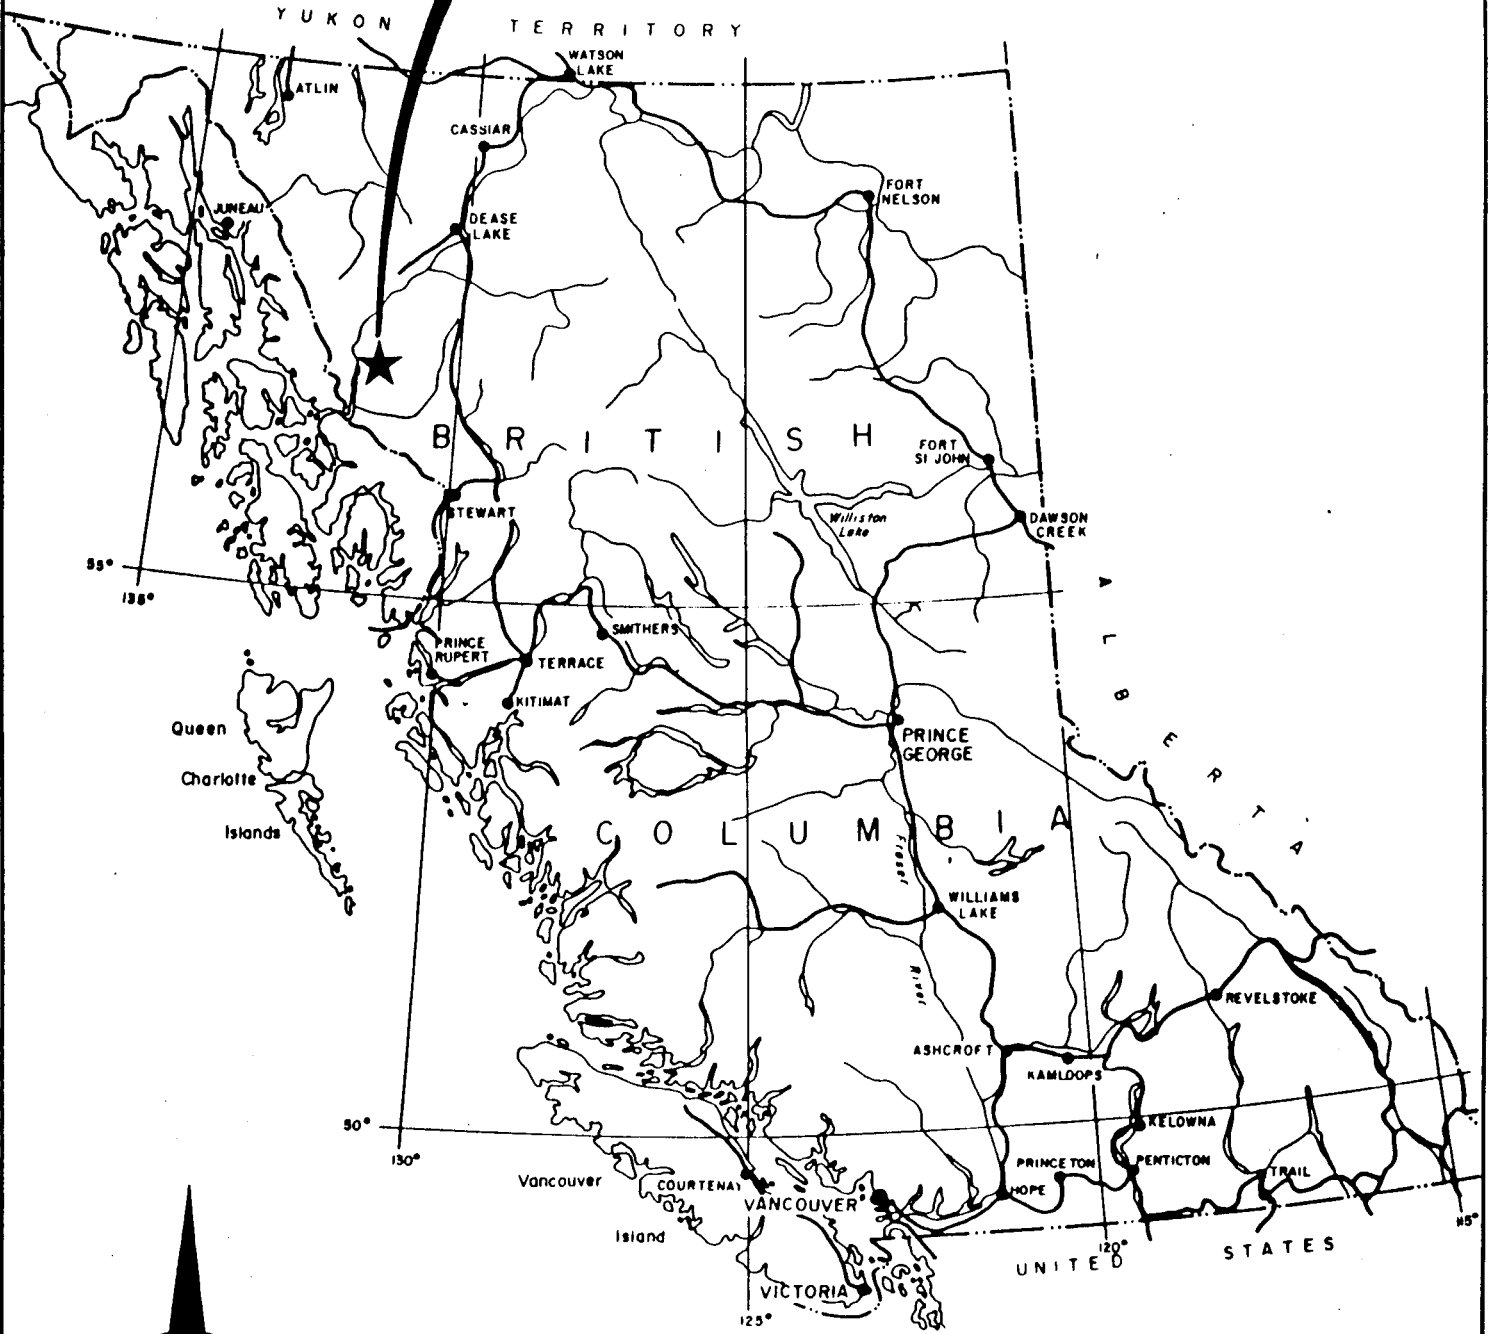 YUKON TERRITORY
WATSON
LAKE
ATLIN
CASSIAR
FORT
NELSON
JUNEAU
DEASE
LAKE
BRITISH
FORT
ST JOHN
STEWART
Williston
Lake
DAWSON
CREEK
55°
135°
ALBERTA
SMITHERS
PRINCE
RUPERT
TERRACE
KITIMAT
Queen
Charlotte
Islands
PRINCE
GEORGE
COLUMBIA
Fraser
River
WILLIAMS
LAKE
REVELSTOKE
ASHCROFT
KAMLOOPS
50°
130°
KELOWNA
PRINCETON
PENTICTON
TRAIL
HOPE
Vancouver
Island
COURTENAY
VANCOUVER
VICTORIA
125°
120°
115°
UNITED STATES